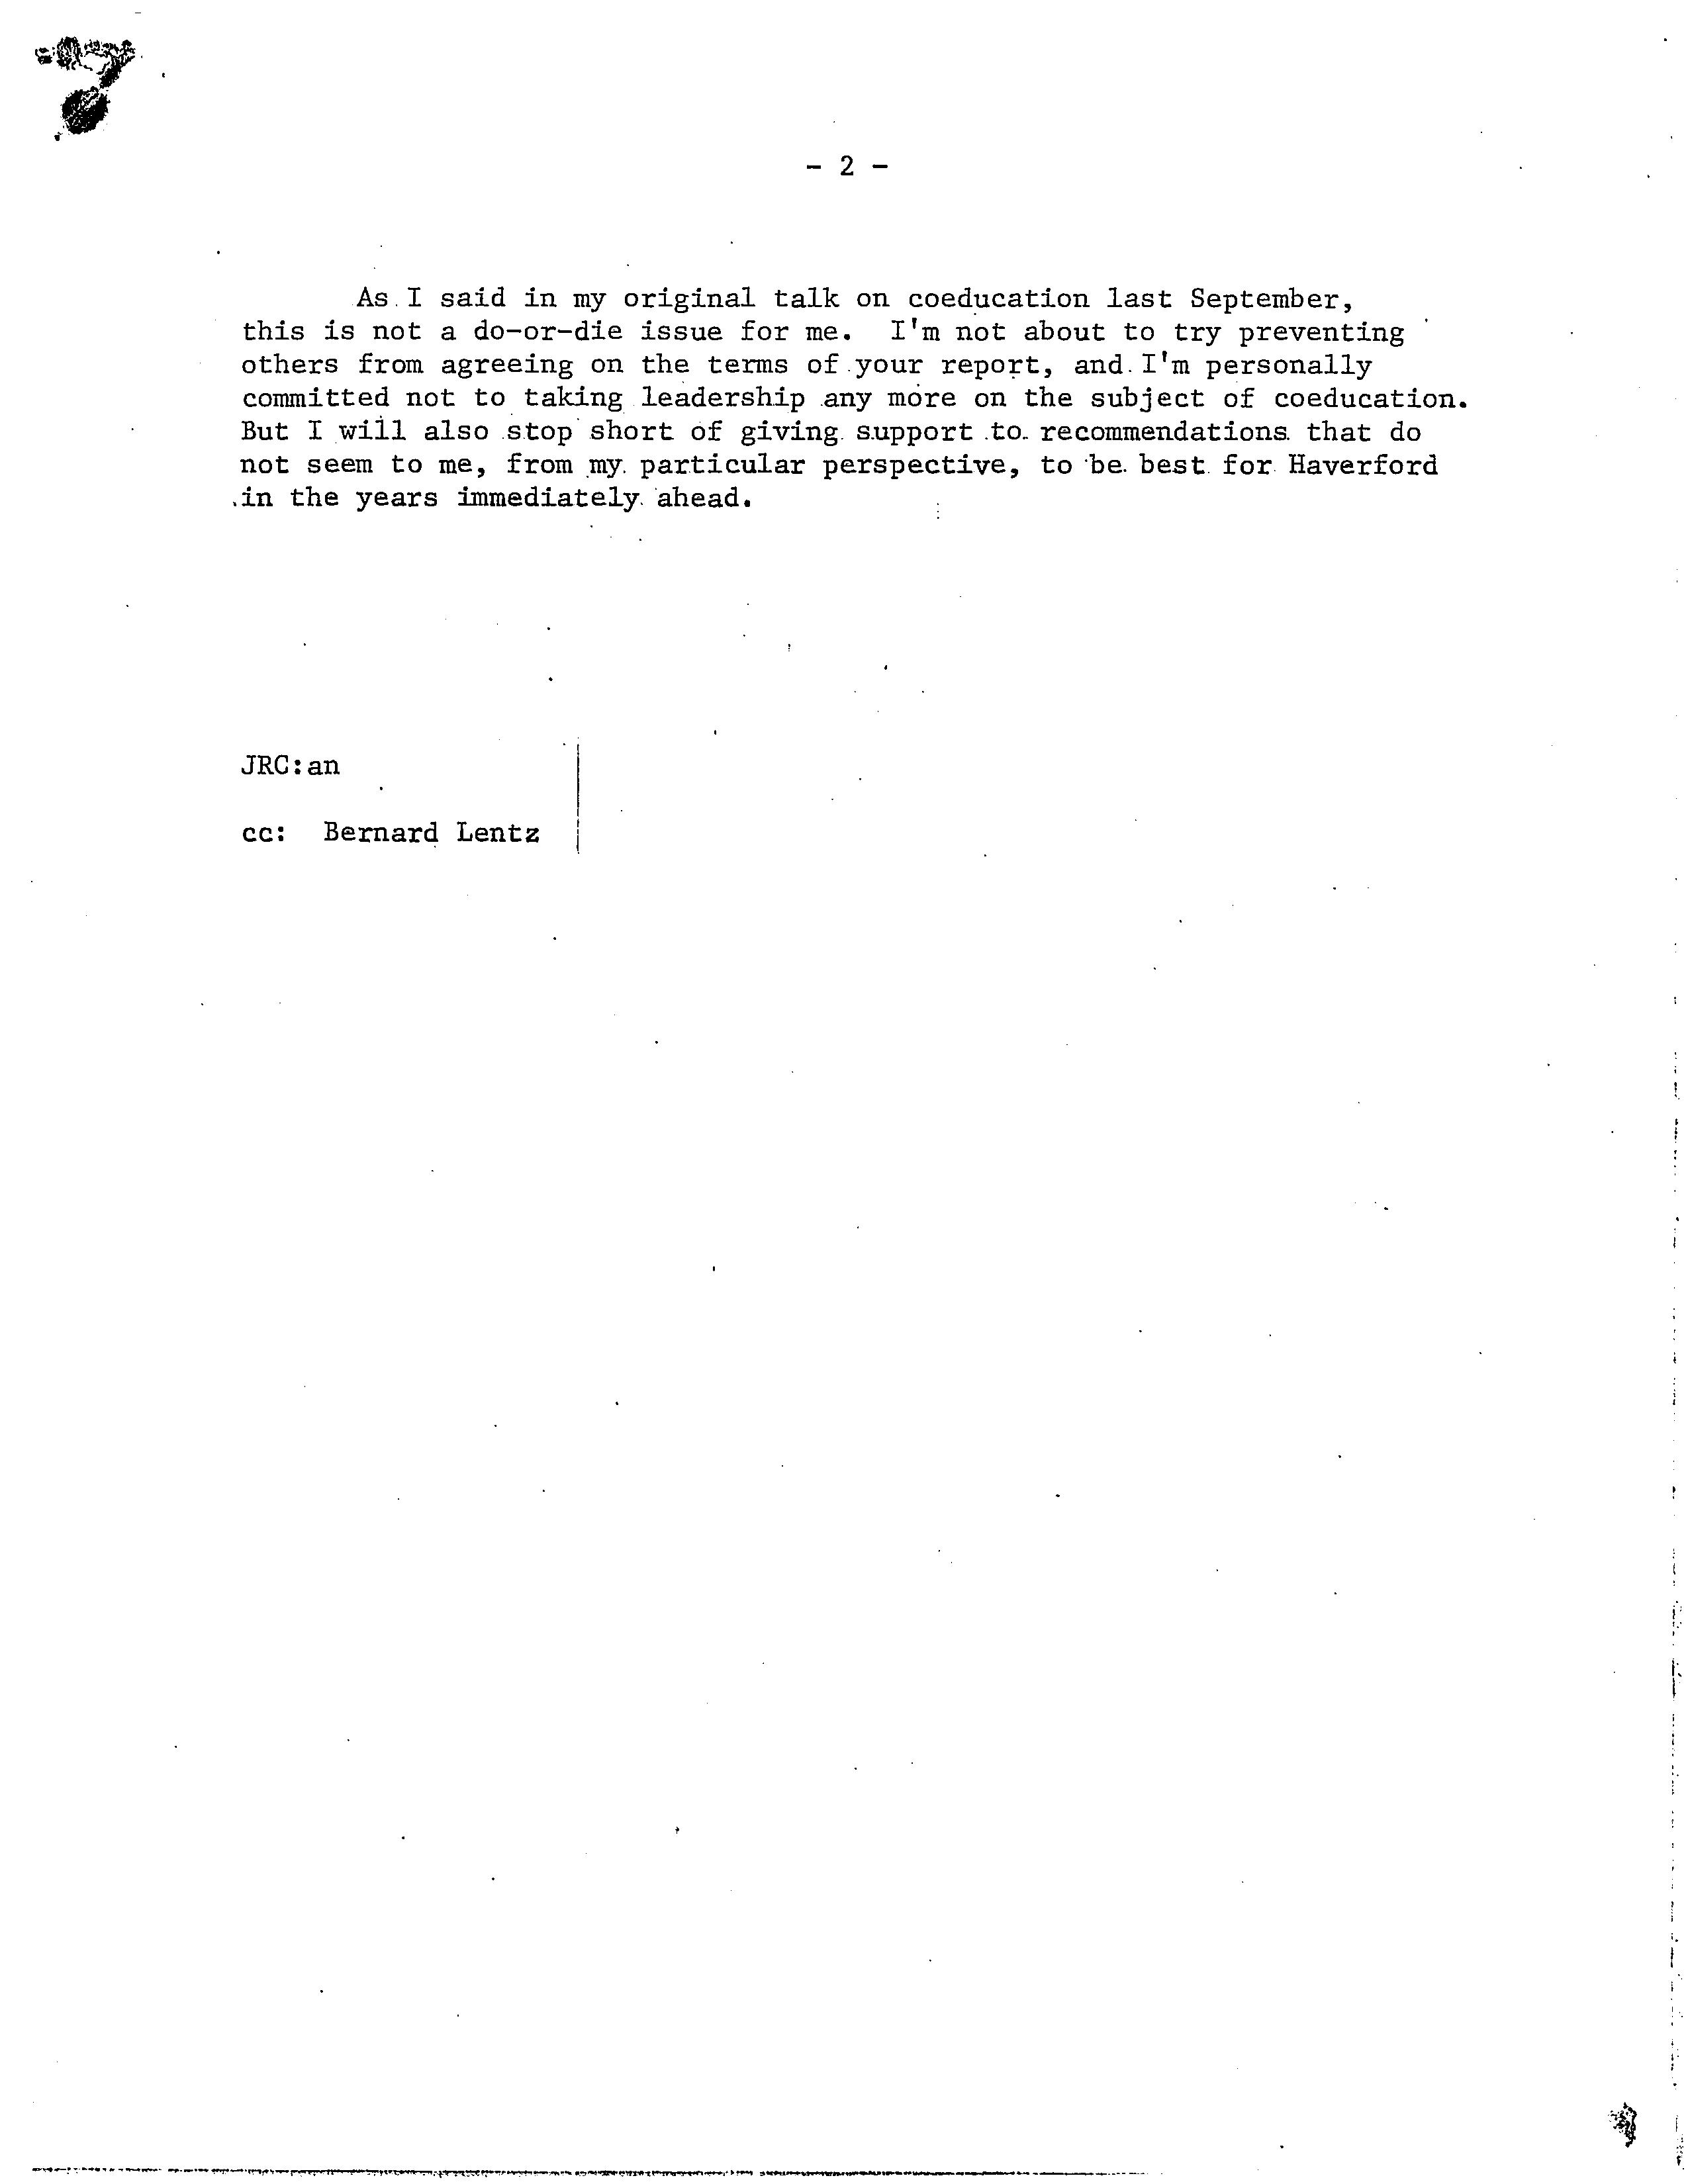 - 2 -
As I said in my original talk on coeducation last September,
this is not a do-or-die issue for me. I'm not about to try preventing
others from agreeing on the terms of your report, and I'm personally
committed not to taking leadership any more on the subject of coeducation.
But I will also stop short of giving support to recommendations that do
not seem to me, from my particular perspective, to be best for Haverford
in the years immediately ahead.
JRC:an
cc: Bernard Lentz